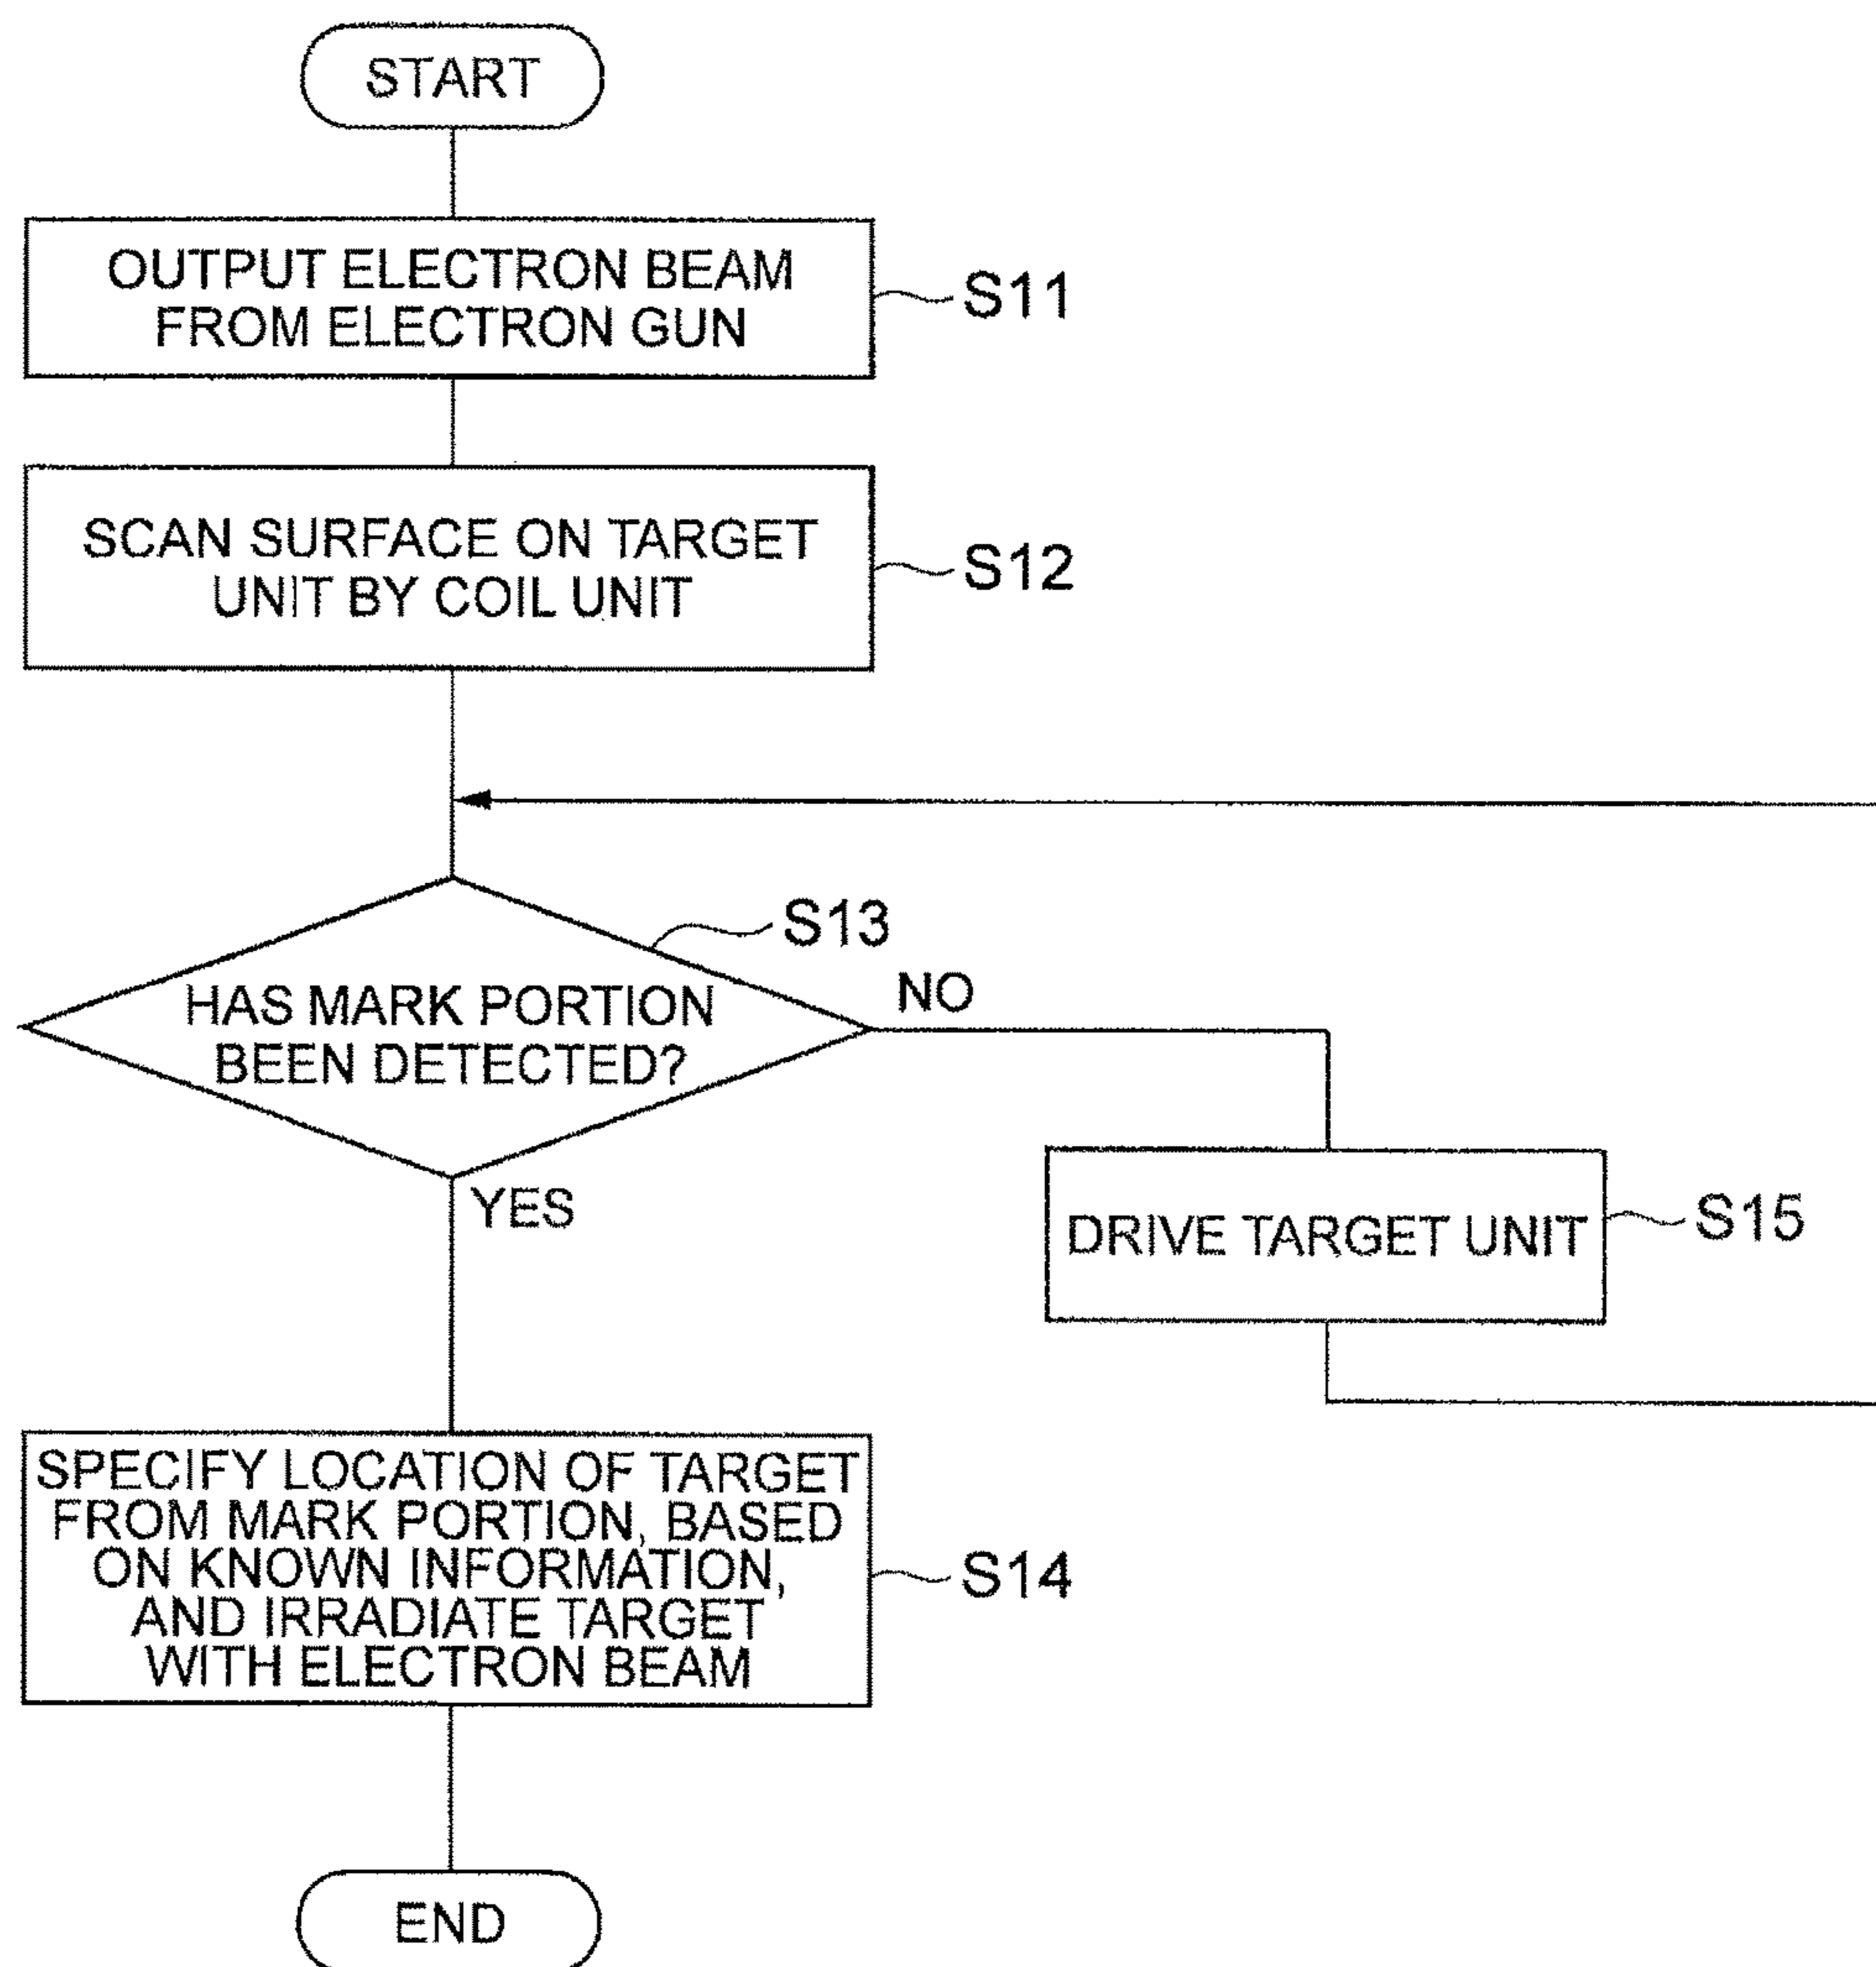 START
OUTPUT ELECTRON BEAM
FROM ELECTRON GUN
S11
SCAN SURFACE ON TARGET
UNIT BY COIL UNIT
S12
S13
HAS MARK PORTION
BEEN DETECTED?
NO
YES
DRIVE TARGET UNIT
S15
SPECIFY LOCATION OF TARGET
FROM MARK PORTION, BASED
ON KNOWN INFORMATION,
AND IRRADIATE TARGET
WITH ELECTRON BEAM
S14
END